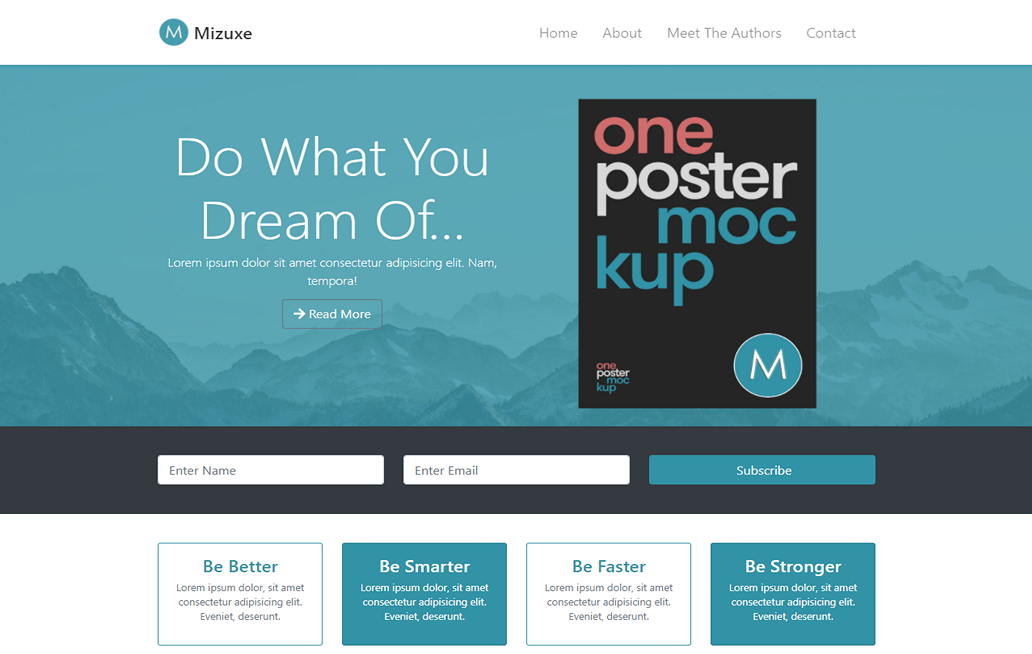 M Mizuxe
Home About Meet The Authors Contact
Do What You
Dream Of...
Lorem ipsum dolor sit amet consectetur adipisicing elit. Nam,
tempora!
Read More
one
poster
moc
kup
one
poster
moc
kup
M
Enter Name
Enter Email
Subscribe
Be Better
Lorem ipsum dolor, sit amet
consectetur adipisicing elit.
Eveniet, deserunt.
Be Smarter
Lorem ipsum dolor, sit amet
consectetur adipisicing elit.
Eveniet, deserunt.
Be Faster
Lorem ipsum dolor, sit amet
consectetur adipisicing elit.
Eveniet, deserunt.
Be Stronger
Lorem ipsum dolor, sit amet
consectetur adipisicing elit.
Eveniet, deserunt.